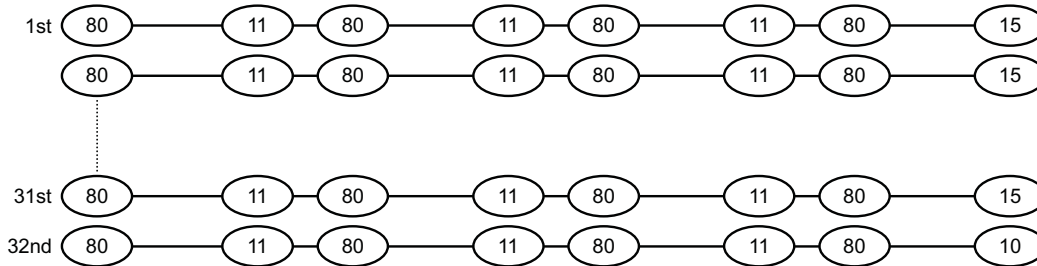 1st 80 11 80 11 80 11 80 15
80 11 80 11 80 11 80 15
31st 80 11 80 11 80 11 80 15
32nd 80 11 80 11 80 11 80 10